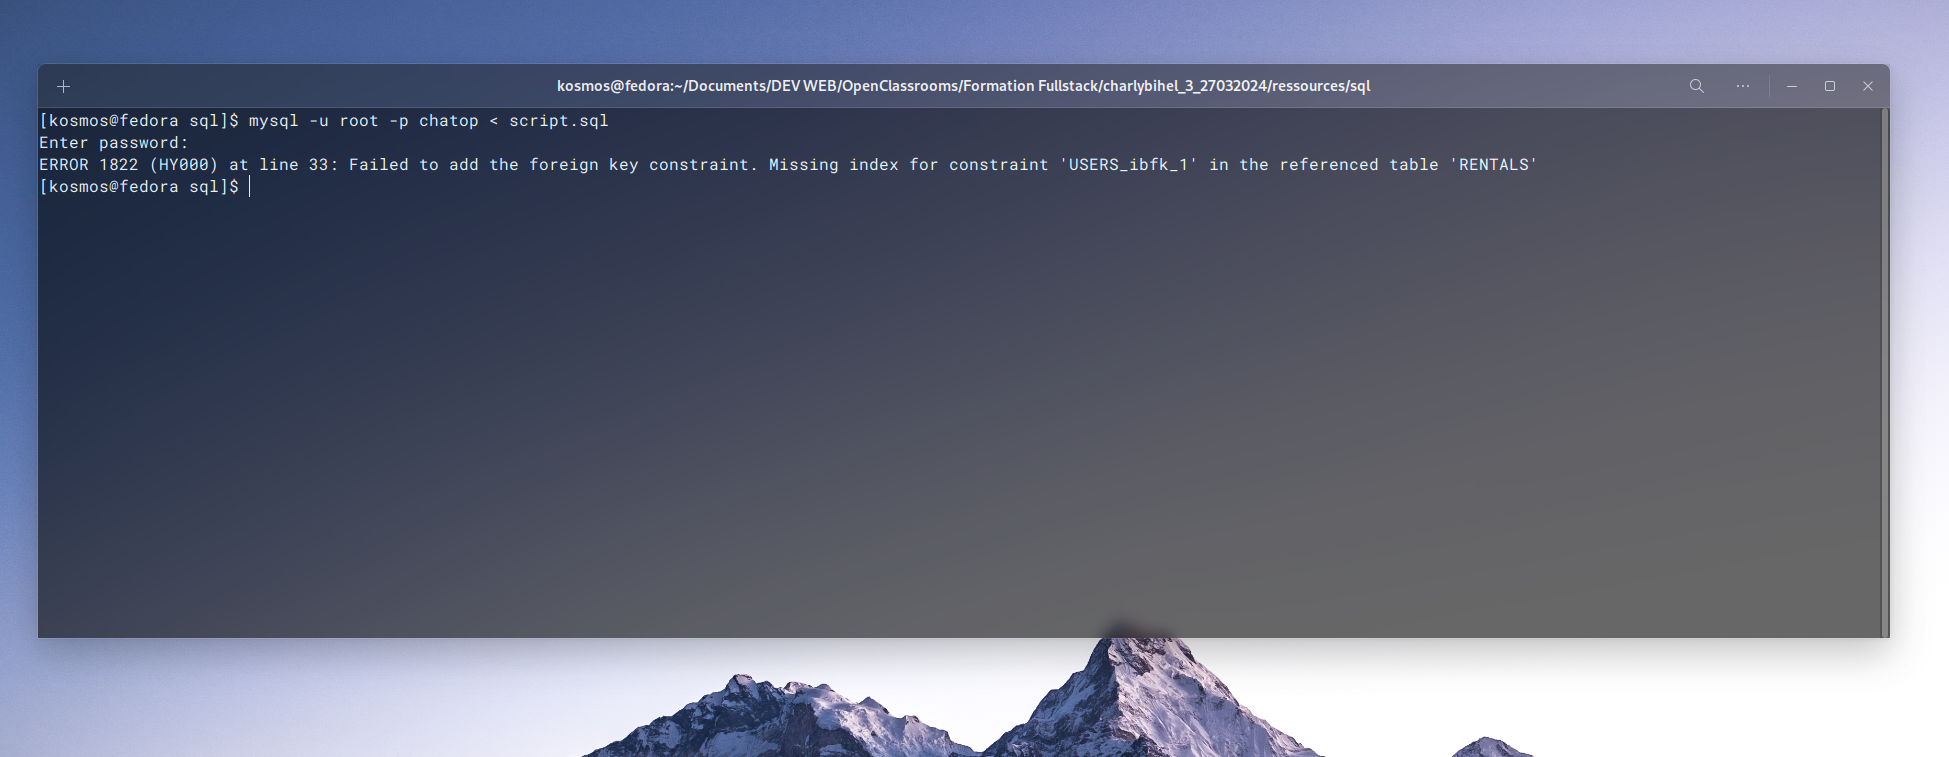 kosmos@fedora:~/Documents/DEV WEB/OpenClassrooms/Formation Fullstack/charlybihel_3_27032024/ressources/sql
[kosmos@fedora sql]$ mysql -u root -p chatop < script.sql
Enter password:
ERROR 1822 (HY000) at line 33: Failed to add the foreign key constraint. Missing index for constraint 'USERS_ibfk_1' in the referenced table 'RENTALS'
[kosmos@fedora sql]$